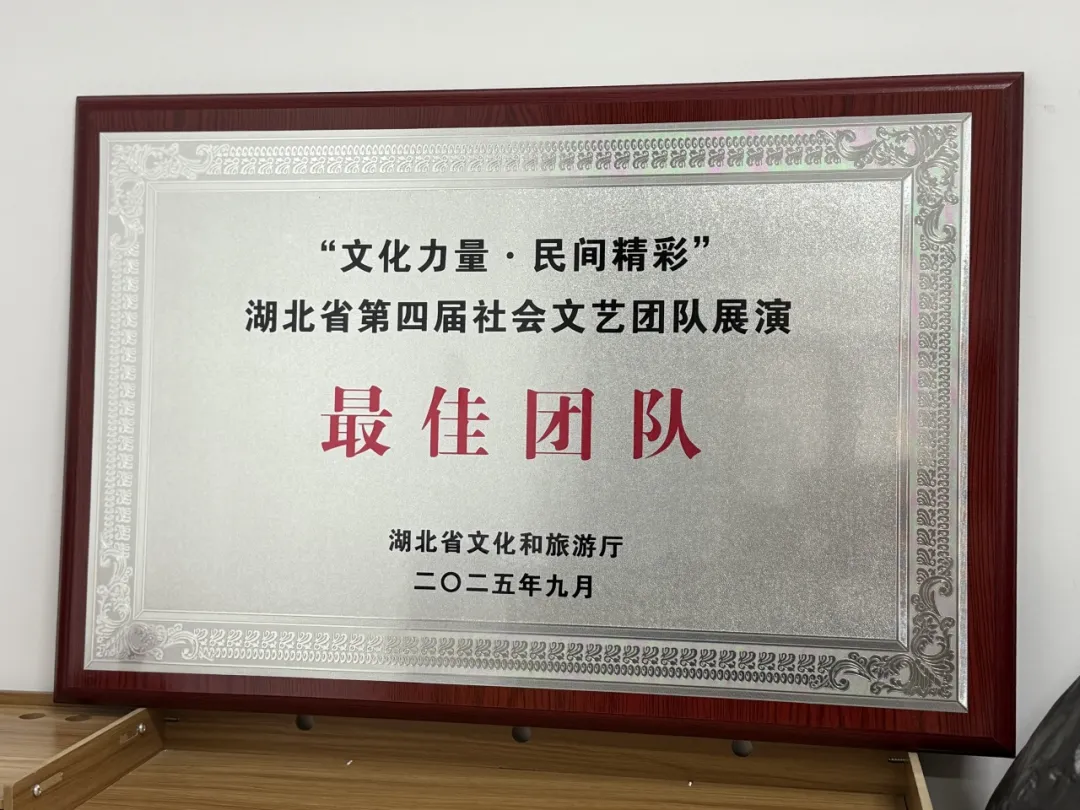 “文化力量·民间精彩”
湖北省第四届社会文艺团队展演
最佳团队
湖北省文化和旅游厅
二〇二五年九月